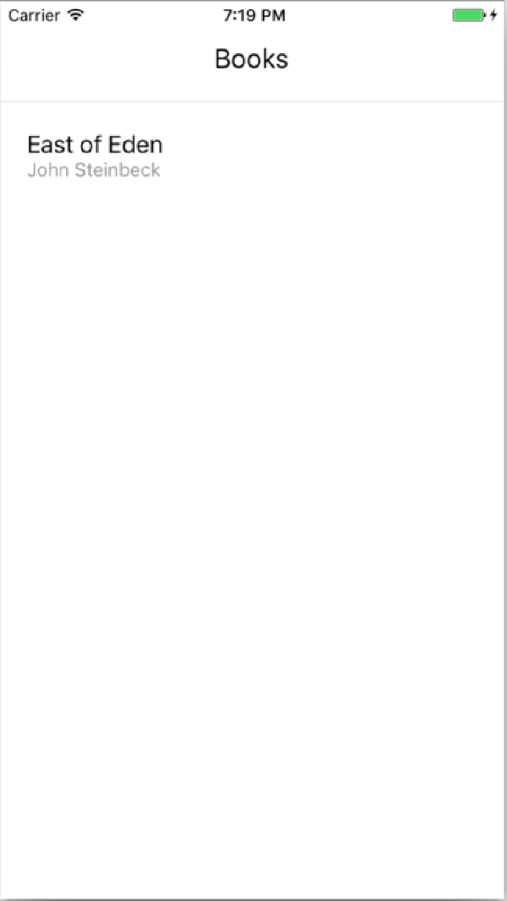 Carrier 7:19 PM
Books
East of Eden
John Steinbeck